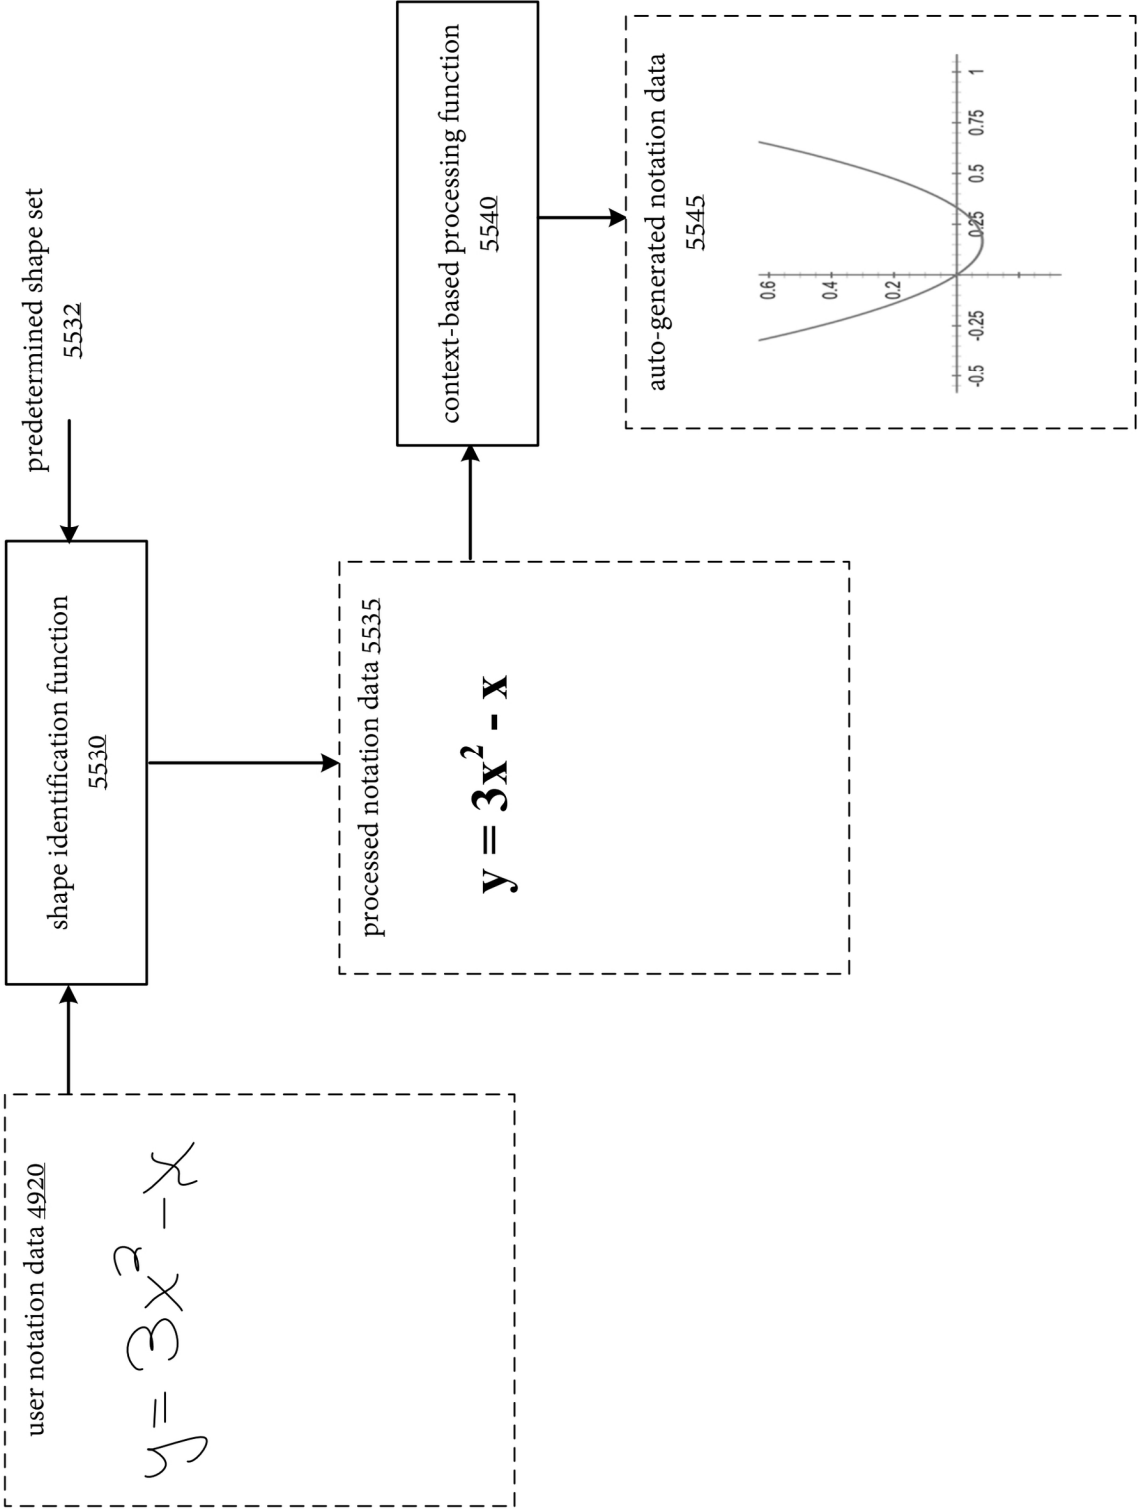 user notation data 4920
y = 3x² - x
shape identification function
5530
predetermined shape set
5532
processed notation data 5535
y = 3x² - x
context-based processing function
5540
auto-generated notation data
5545
0.6
0.4
0.2
-0.5
-0.25
0.25
0.5
0.75
1